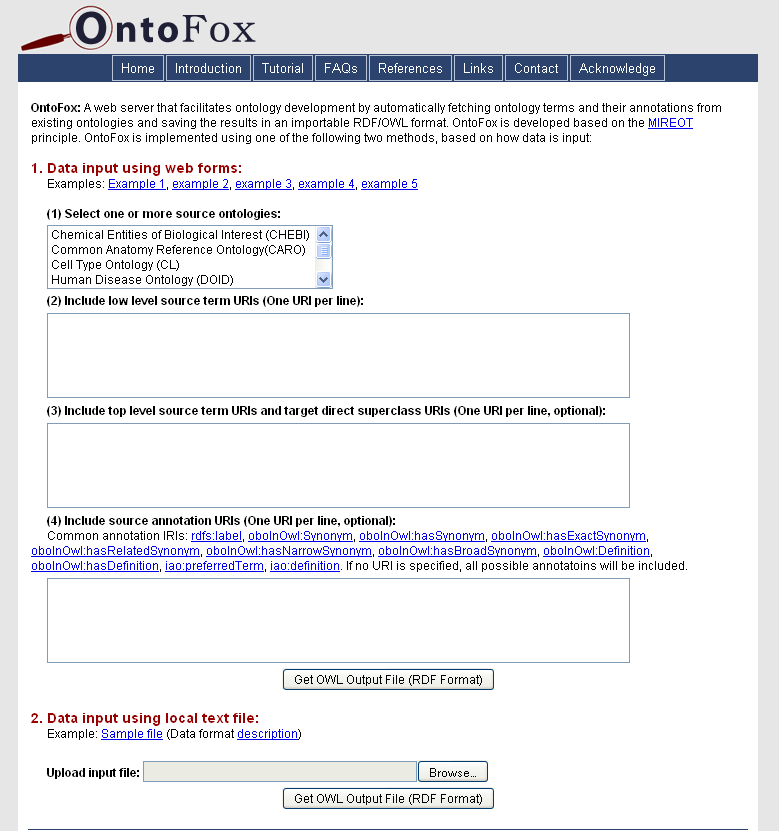 OntoFox
Home Introduction Tutorial FAQs References Links Contact Acknowledge
OntoFox: A web server that facilitates ontology development by automatically fetching ontology terms and their annotations from
existing ontologies and saving the results in an importable RDF/OWL format. OntoFox is developed based on the MIREOT
principle. OntoFox is implemented using one of the following two methods, based on how data is input:
1. Data input using web forms:
Examples: Example 1, example 2, example 3, example 4, example 5
(1) Select one or more source ontologies:
Chemical Entities of Biological Interest (CHEBI)
Common Anatomy Reference Ontology(CARO)
Cell Type Ontology (CL)
Human Disease Ontology (DOID)
(2) Include low level source term URIs (One URI per line):
(3) Include top level source term URIs and target direct superclass URIs (One URI per line, optional):
(4) Include source annotation URIs (One URI per line, optional):
Common annotation IRIs: rdfs:label, oboInOwl:Synonym, oboInOwl:hasSynonym, oboInOwl:hasExactSynonym,
oboInOwl:hasRelatedSynonym, oboInOwl:hasNarrowSynonym, oboInOwl:hasBroadSynonym, oboInOwl:Definition,
oboInOwl:hasDefinition, iao:preferredTerm, iao:definition. If no URI is specified, all possible annotatoins will be included.
Get OWL Output File (RDF Format)
2. Data input using local text file:
Example: Sample file (Data format description)
Upload input file: Browse...
Get OWL Output File (RDF Format)